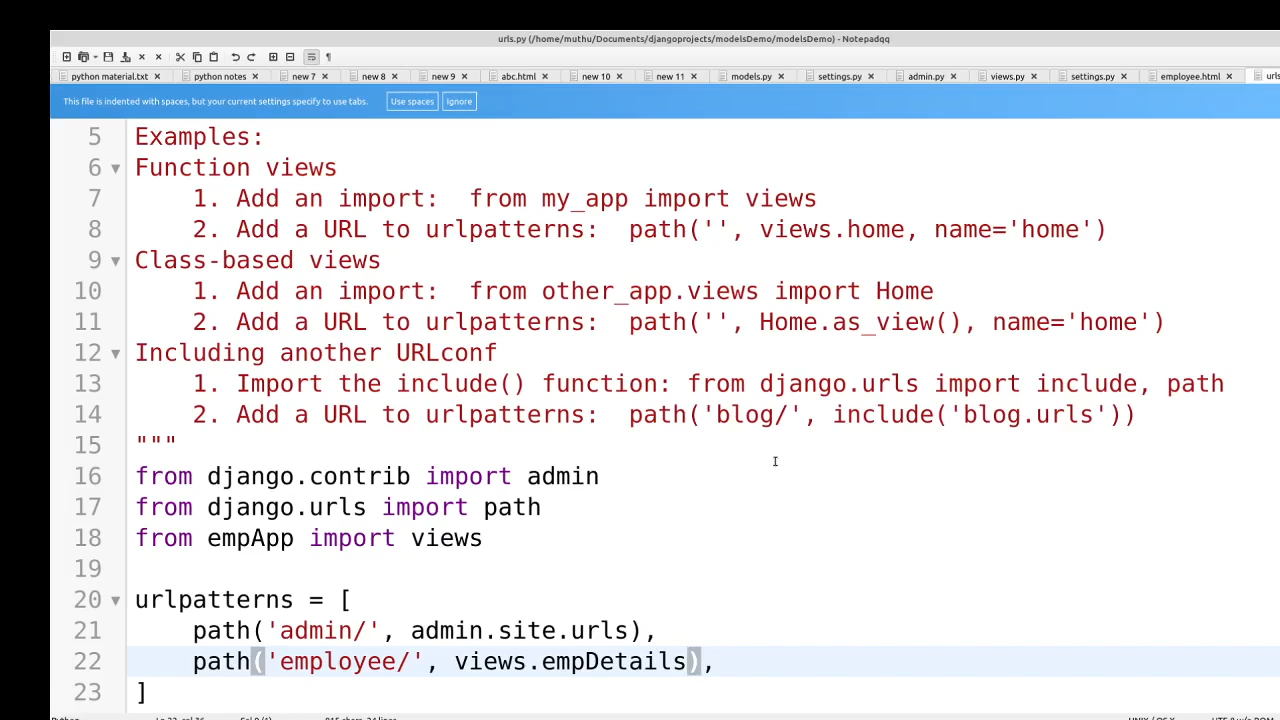 urls.py (/home/muthu/Documents/djangoprojects/modelsDemo/modelsDemo) - Notepadqq
python material.txt python notes new 7 new 8 new 9 abc.html new 10 new 11 models.py settings.py admin.py views.py settings.py employee.html urls
This file is indented with spaces, but your current settings specify to use tabs. Use spaces Ignore
5 Examples:
6 Function views
7 1. Add an import:  from my_app import views
8 2. Add a URL to urlpatterns:  path('', views.home, name='home')
9 Class-based views
10 1. Add an import:  from other_app.views import Home
11 2. Add a URL to urlpatterns:  path('', Home.as_view(), name='home')
12 Including another URLconf
13 1. Import the include() function: from django.urls import include, path
14 2. Add a URL to urlpatterns:  path('blog/', include('blog.urls'))
15 """
16 from django.contrib import admin
17 from django.urls import path
18 from empApp import views
19
20 urlpatterns = [
21 path('admin/', admin.site.urls),
22 path('employee/', views.empDetails),
23 ]